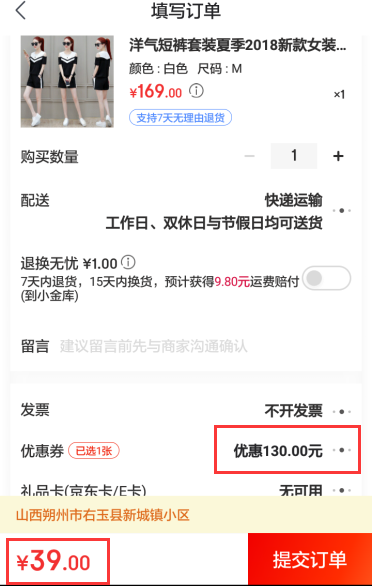 填写订单
洋气短裤套装夏季2018新款女装...
颜色 : 白色 尺码 : M
¥169.00
×1
支持7天无理由退货
购买数量
1
配送
快递运输
工作日、双休日与节假日均可送货
退换无忧 ¥1.00
7天内退货，15天内换货，预计获得9.80元运费赔付
(到小金库)
留言 建议留言前先与商家沟通确认
发票
不开发票
优惠券 已选1张
优惠130.00元
礼品卡(京东卡/E卡)
无可用
山西朔州市右玉县新城镇小区
¥39.00
提交订单